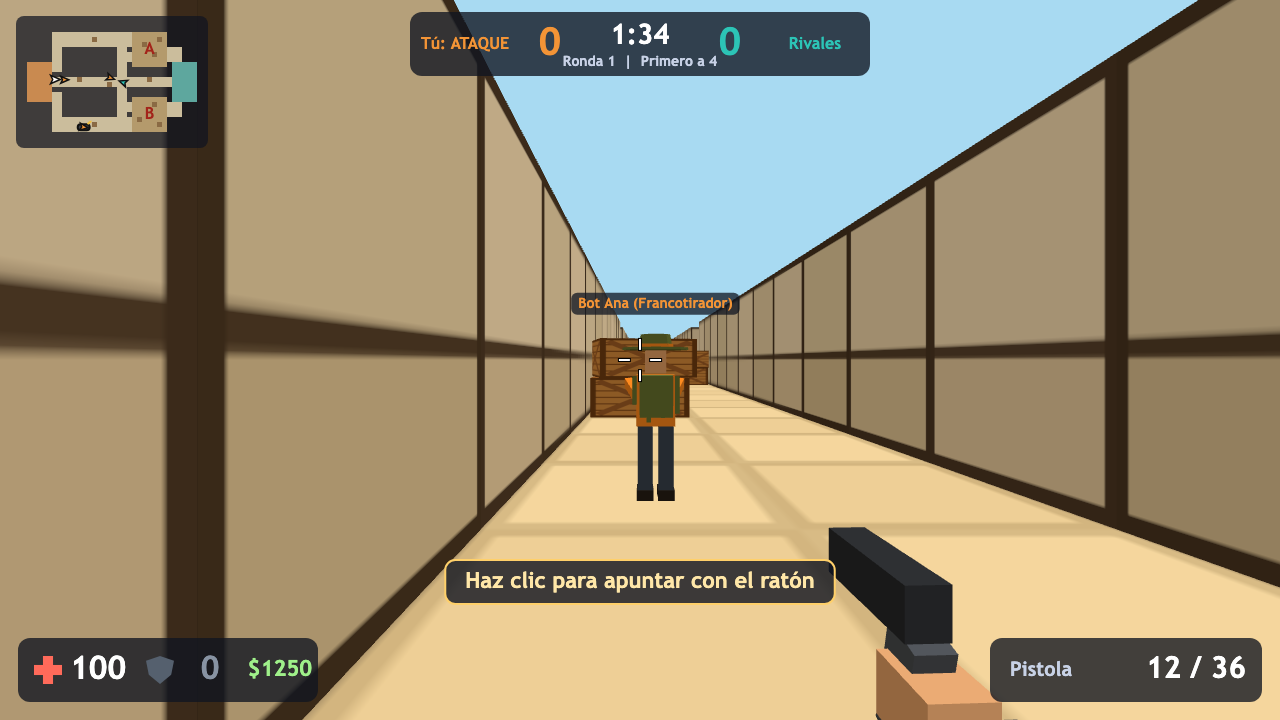 A
B
Tú: ATAQUE
0
1:34
0
Rivales
Ronda 1 | Primero a 4
Bot Ana (Francotirador)
Haz clic para apuntar con el ratón
100
0
$1250
Pistola
12 / 36